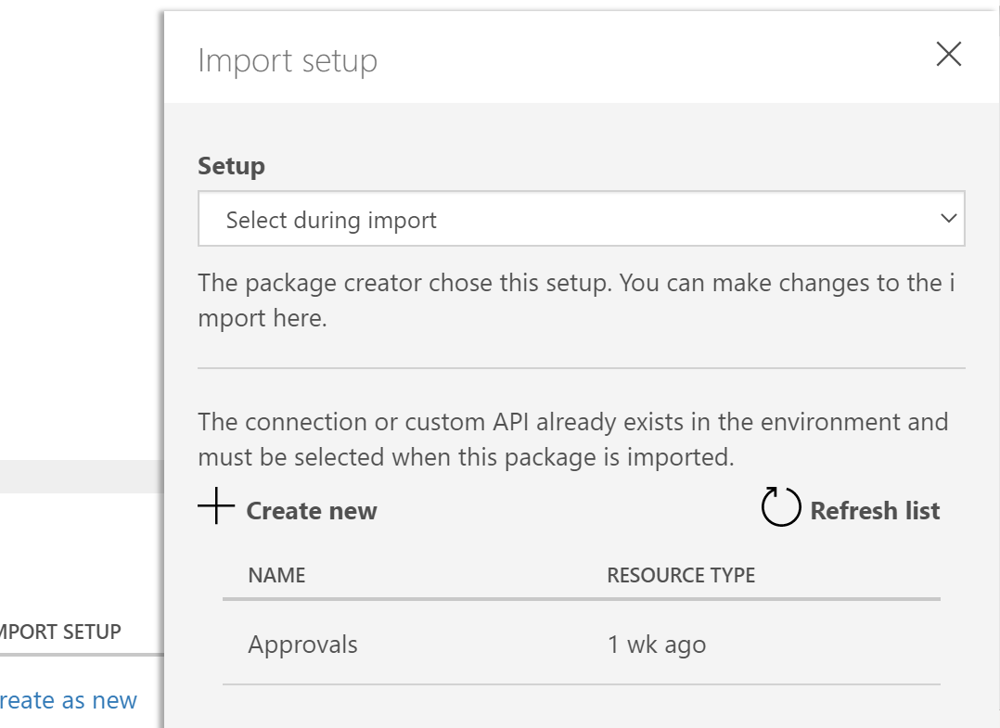 Import setup
Setup
Select during import
The package creator chose this setup. You can make changes to the i
mport here.
The connection or custom API already exists in the environment and
must be selected when this package is imported.
Create new
Refresh list
NAME RESOURCE TYPE
Approvals 1 wk ago
MPORT SETUP
reate as new